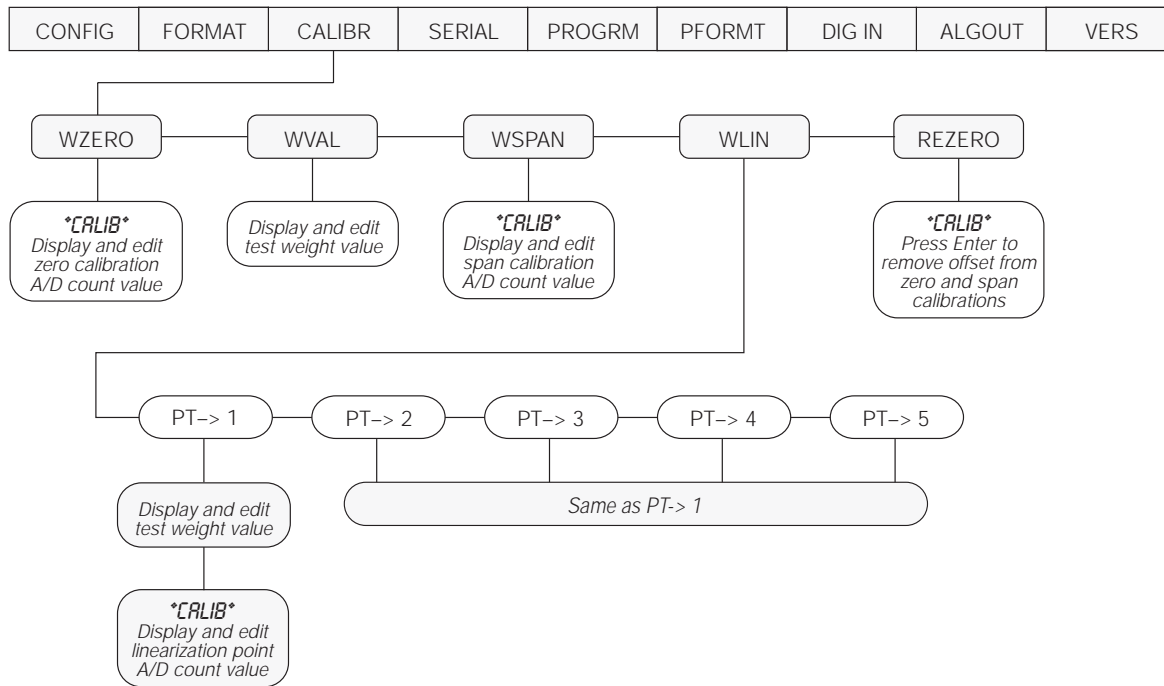 CONFIG FORMAT CALIBR SERIAL PROGRM PFORMT DIG IN ALGOUT VERS
WZERO WVAL WSPAN WLIN REZERO
*CALIB*
Display and edit
zero calibration
A/D count value
Display and edit
test weight value
*CALIB*
Display and edit
span calibration
A/D count value
*CALIB*
Press Enter to
remove offset from
zero and span
calibrations
PT–> 1 PT–> 2 PT–> 3 PT–> 4 PT–> 5
Display and edit
test weight value
Same as PT-> 1
*CALIB*
Display and edit
linearization point
A/D count value